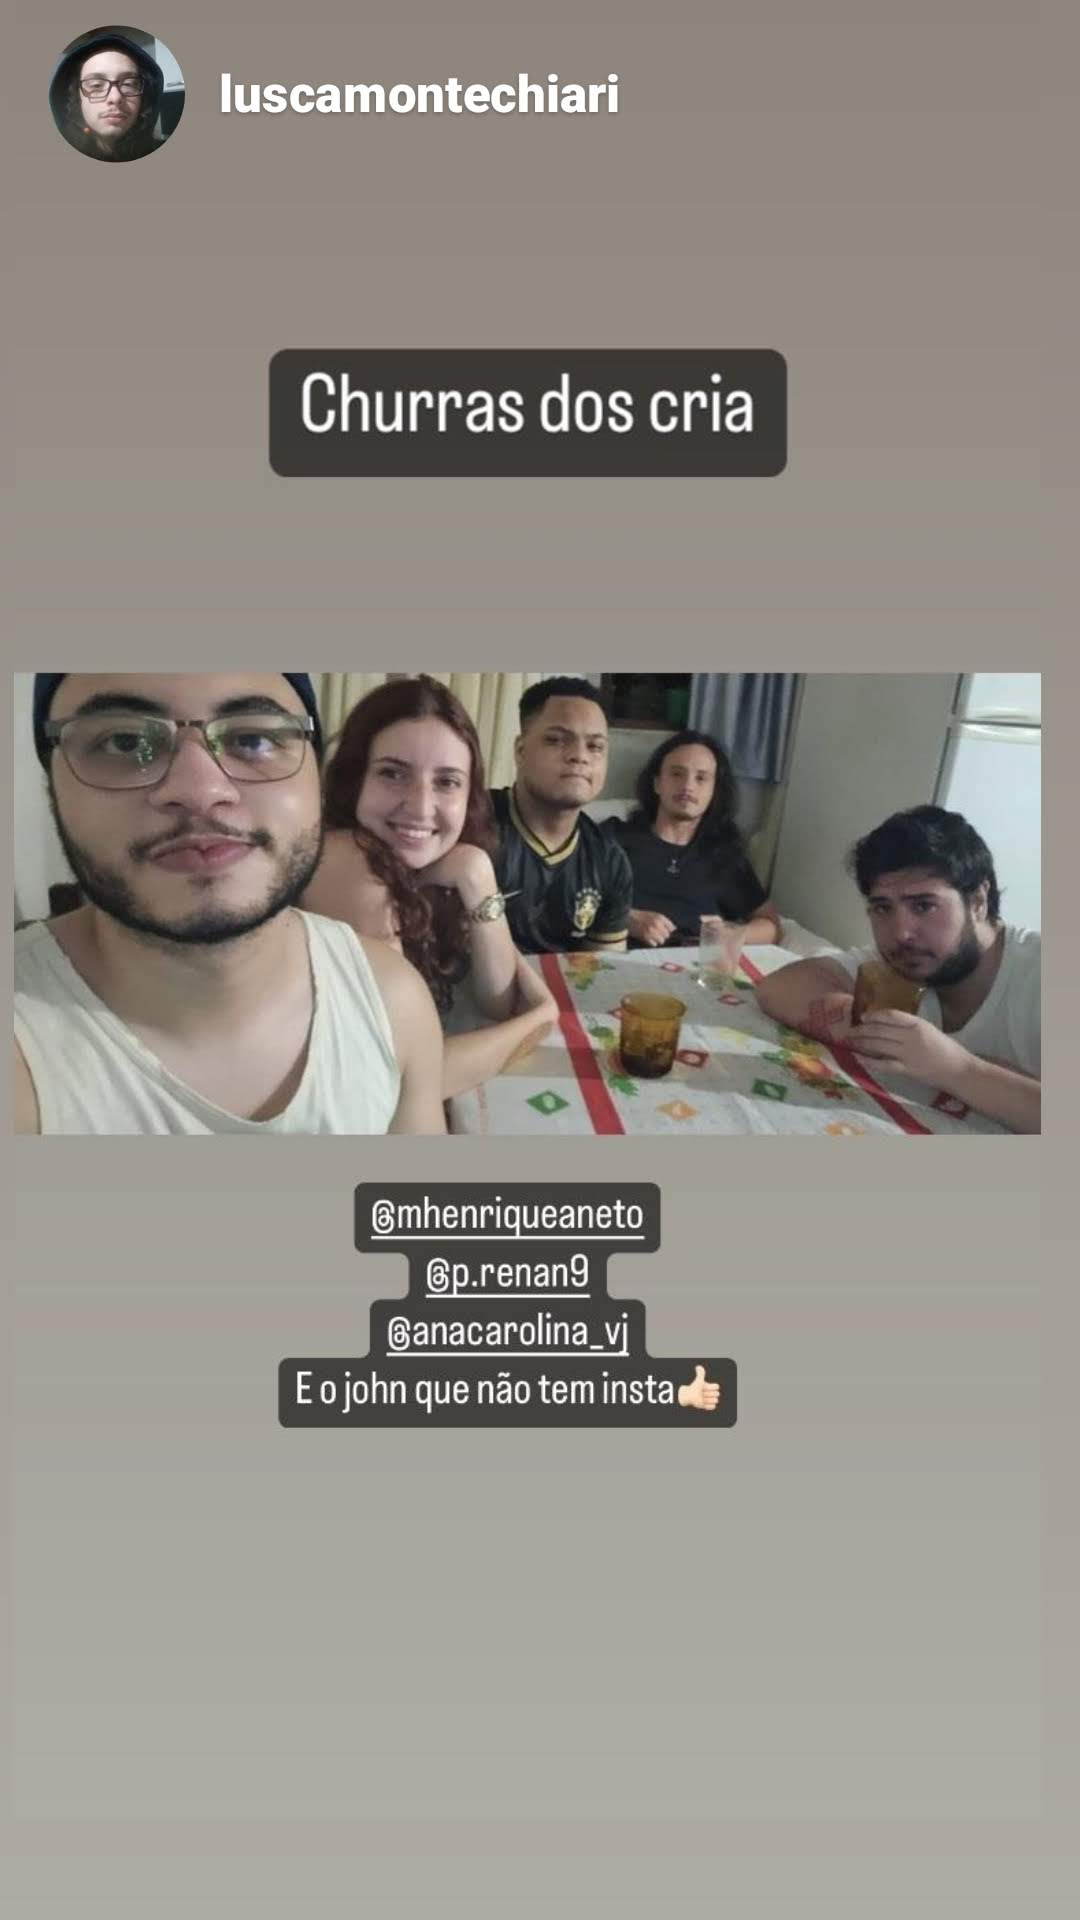 luscamontechiari
Churras dos cria
@mhenriqueaneto
@p.renan9
@anacarolina_vj
E o john que não tem insta👍🏻